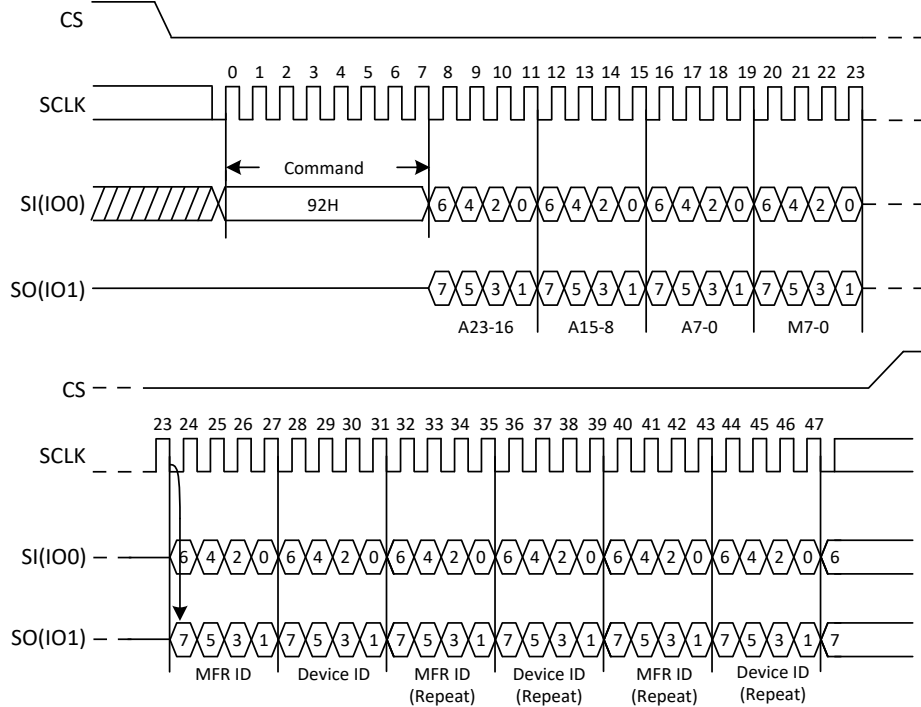 CS
0 1 2 3 4 5 6 7 8 9 10 11 12 13 14 15 16 17 18 19 20 21 22 23
SCLK
Command
SI(IO0) 92H 6 4 2 0 6 4 2 0 6 4 2 0 6 4 2 0
SO(IO1) 7 5 3 1 7 5 3 1 7 5 3 1 7 5 3 1
A23-16 A15-8 A7-0 M7-0
CS
23 24 25 26 27 28 29 30 31 32 33 34 35 36 37 38 39 40 41 42 43 44 45 46 47
SCLK
SI(IO0) 6 4 2 0 6 4 2 0 6 4 2 0 6 4 2 0 6 4 2 0 6 4 2 0 6
SO(IO1) 7 5 3 1 7 5 3 1 7 5 3 1 7 5 3 1 7 5 3 1 7 5 3 1 7
MFR ID Device ID MFR ID Device ID MFR ID Device ID
(Repeat) (Repeat) (Repeat) (Repeat)